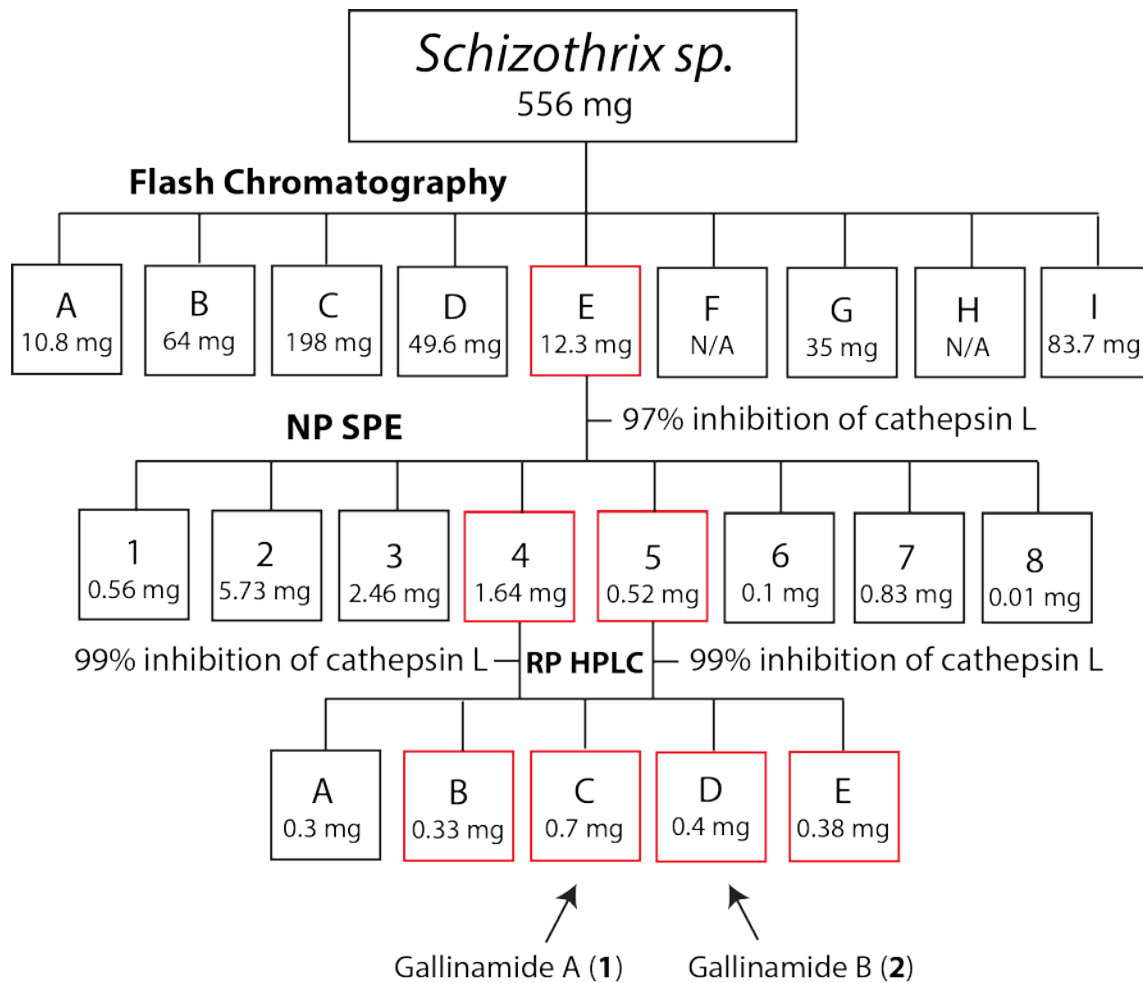 Schizothrix sp.
556 mg
Flash Chromatography
A
10.8 mg
B
64 mg
C
198 mg
D
49.6 mg
E
12.3 mg
F
N/A
G
35 mg
H
N/A
I
83.7 mg
97% inhibition of cathepsin L
NP SPE
1
0.56 mg
2
5.73 mg
3
2.46 mg
4
1.64 mg
5
0.52 mg
6
0.1 mg
7
0.83 mg
8
0.01 mg
99% inhibition of cathepsin L
RP HPLC
99% inhibition of cathepsin L
A
0.3 mg
B
0.33 mg
C
0.7 mg
D
0.4 mg
E
0.38 mg
Gallinamide A (1)
Gallinamide B (2)